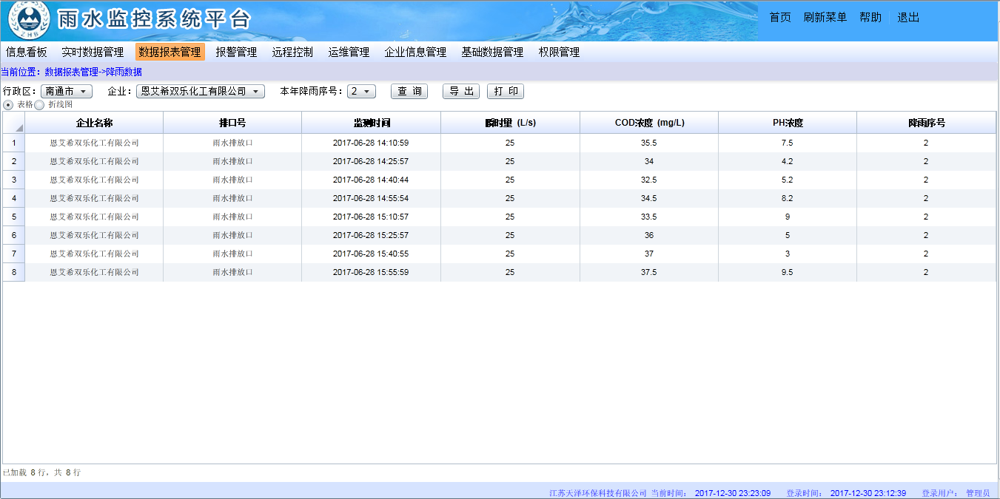 ZHB 雨水监控系统平台 首页 刷新菜单 帮助 退出
信息看板 实时数据管理 数据报表管理 报警管理 远程控制 运维管理 企业信息管理 基础数据管理 权限管理
当前位置：数据报表管理->降雨数据
行政区：南通市 企业：恩艾希双乐化工有限公司 本年降雨序号：2 查 询 导 出 打 印
表格 折线图
企业名称 排口号 监测时间 瞬时量 (L/s) COD浓度 (mg/L) PH浓度 降雨序号
1 恩艾希双乐化工有限公司 雨水排放口 2017-06-28 14:10:59 25 35.5 7.5 2
2 恩艾希双乐化工有限公司 雨水排放口 2017-06-28 14:25:57 25 34 4.2 2
3 恩艾希双乐化工有限公司 雨水排放口 2017-06-28 14:40:44 25 32.5 5.2 2
4 恩艾希双乐化工有限公司 雨水排放口 2017-06-28 14:55:54 25 34.5 8.2 2
5 恩艾希双乐化工有限公司 雨水排放口 2017-06-28 15:10:57 25 33.5 9 2
6 恩艾希双乐化工有限公司 雨水排放口 2017-06-28 15:25:57 25 36 5 2
7 恩艾希双乐化工有限公司 雨水排放口 2017-06-28 15:40:55 25 37 3 2
8 恩艾希双乐化工有限公司 雨水排放口 2017-06-28 15:55:59 25 37.5 9.5 2
已加载 8 行，共 8 行
江苏天洋环保科技有限公司 当前时间： 2017-12-30 23:23:09 登录时间： 2017-12-30 23:12:39 登录用户： 管理员